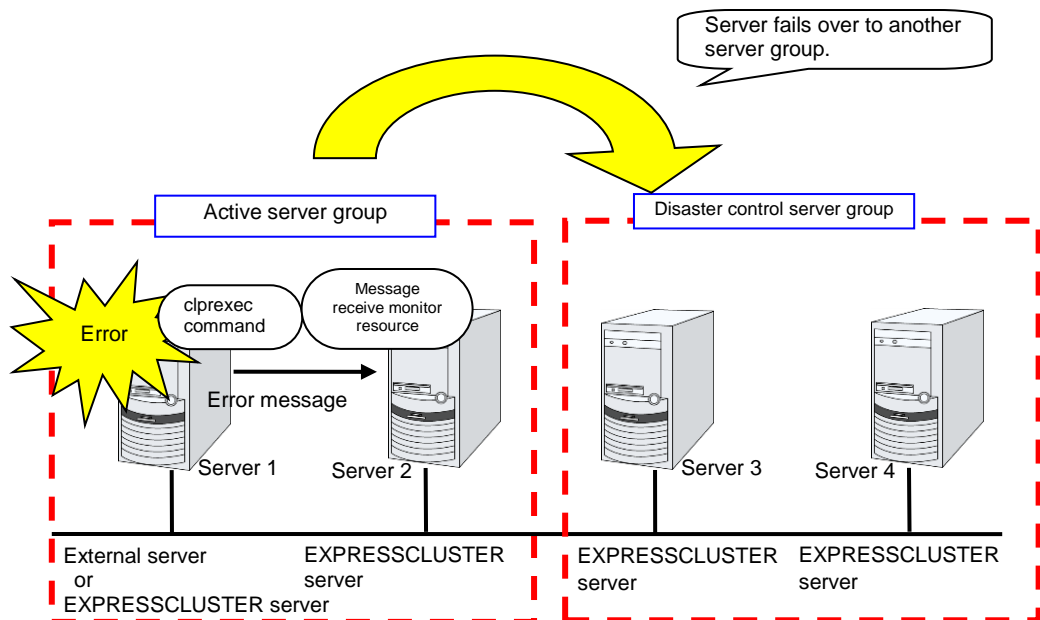 Server fails over to another
server group.
Active server group
Disaster control server group
Error
clprexec
command
Message
receive monitor
resource
Error message
Server 1
Server 2
Server 3
Server 4
External server
or
EXPRESSCLUSTER server
EXPRESSCLUSTER
server
EXPRESSCLUSTER
server
EXPRESSCLUSTER
server